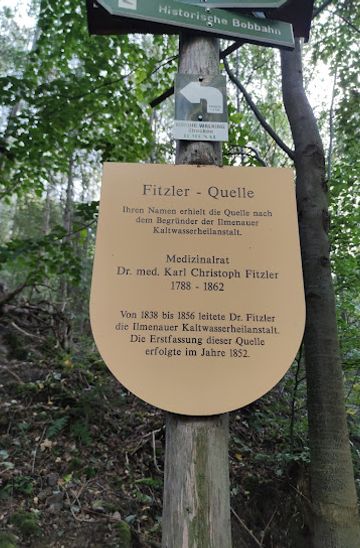 Historische Bobbahn
ILMENAU
Fitzler - Quelle
Ihren Namen erhielt die Quelle nach
dem Begründer der Ilmenauer
Kaltwasserheilanstalt.
Medizinalrat
Dr. med. Karl Christoph Fitzler
1788 - 1862
Von 1838 bis 1856 leitete Dr. Fitzler
die Ilmenauer Kaltwasserheilanstalt.
Die Erstfassung dieser Quelle
erfolgte im Jahre 1852.